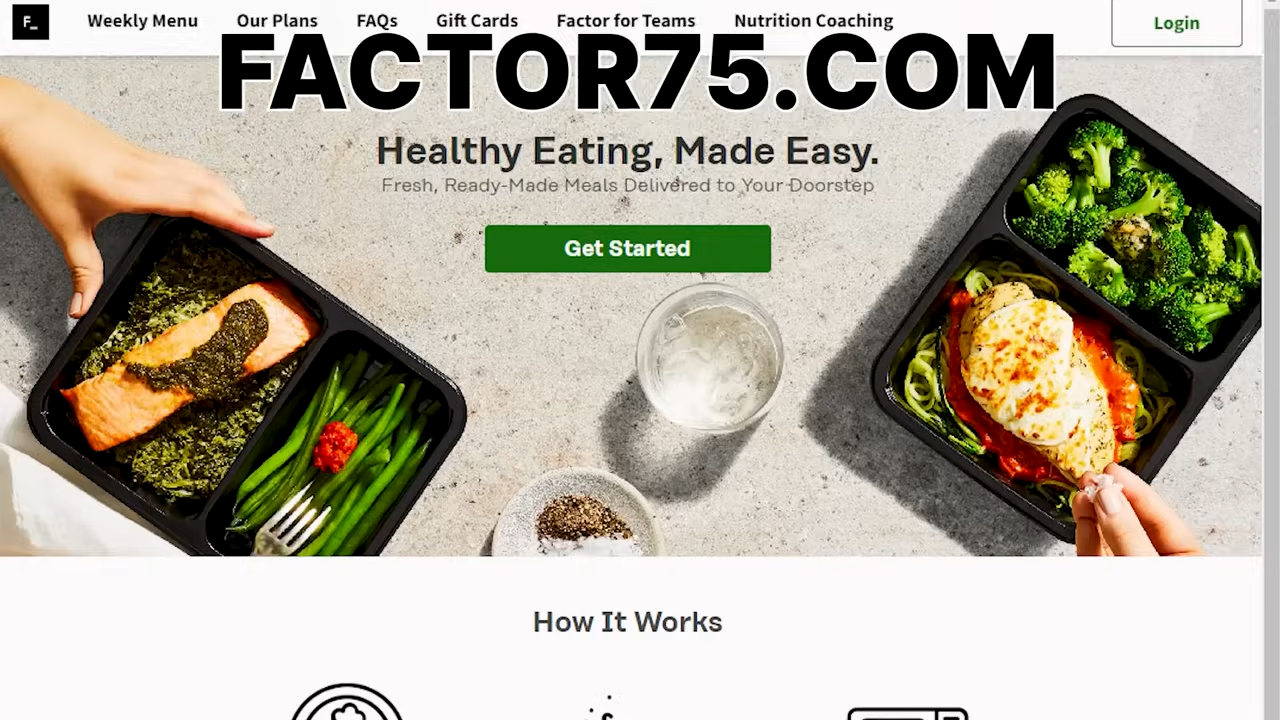 F_
Weekly Menu Our Plans FAQs Gift Cards Factor for Teams Nutrition Coaching
Login
FACTOR75.COM
Healthy Eating, Made Easy.
Fresh, Ready-Made Meals Delivered to Your Doorstep
Get Started
How It Works